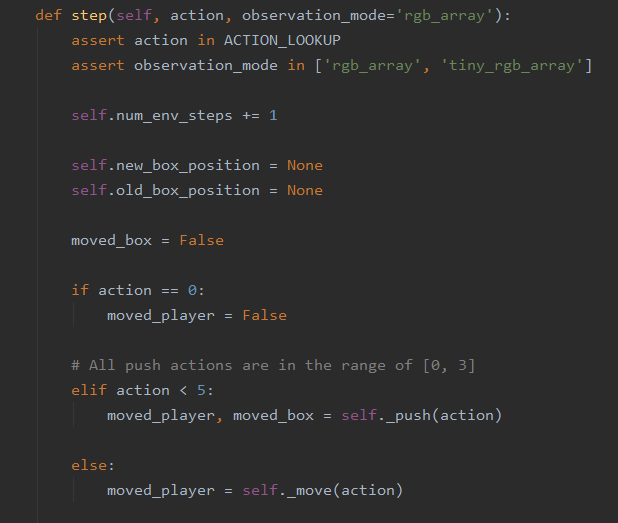 def step(self, action, observation_mode='rgb_array'):
    assert action in ACTION_LOOKUP
    assert observation_mode in ['rgb_array', 'tiny_rgb_array']

    self.num_env_steps += 1

    self.new_box_position = None
    self.old_box_position = None

    moved_box = False

    if action == 0:
        moved_player = False

    # All push actions are in the range of [0, 3]
    elif action < 5:
        moved_player, moved_box = self._push(action)

    else:
        moved_player = self._move(action)